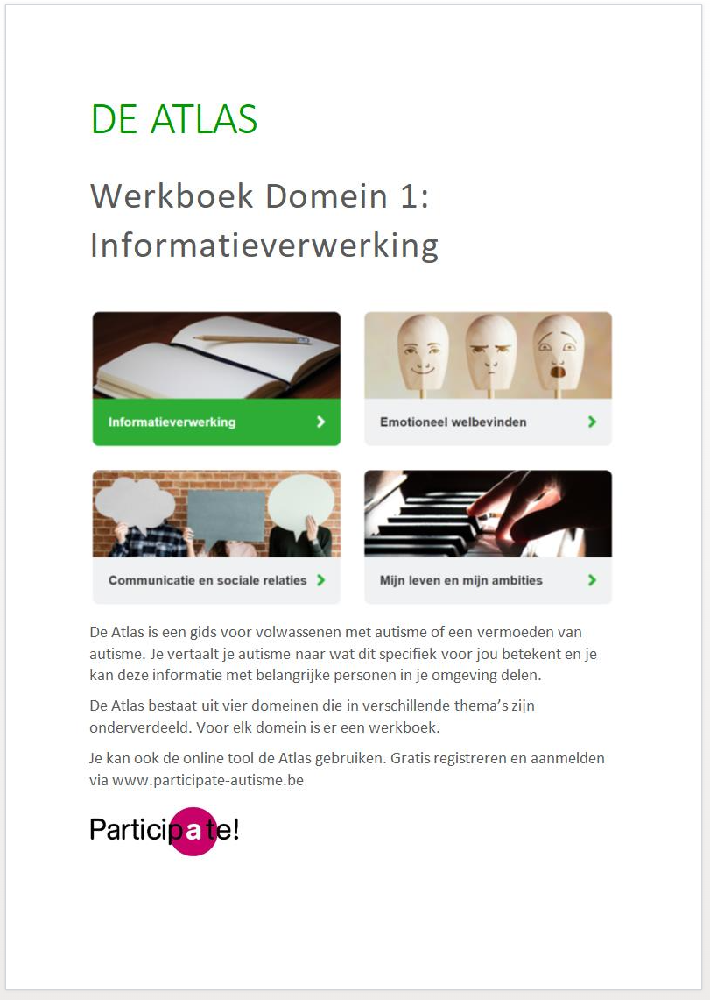 DE ATLAS
Werkboek Domein 1:
Informatieverwerking
Informatieverwerking
Emotioneel welbevinden
Communicatie en sociale relaties
Mijn leven en mijn ambities
De Atlas is een gids voor volwassenen met autisme of een vermoeden van
autisme. Je vertaalt je autisme naar wat dit specifiek voor jou betekent en je
kan deze informatie met belangrijke personen in je omgeving delen.
De Atlas bestaat uit vier domeinen die in verschillende thema’s zijn
onderverdeeld. Voor elk domein is er een werkboek.
Je kan ook de online tool de Atlas gebruiken. Gratis registreren en aanmelden
via www.participate-autisme.be
Participate!